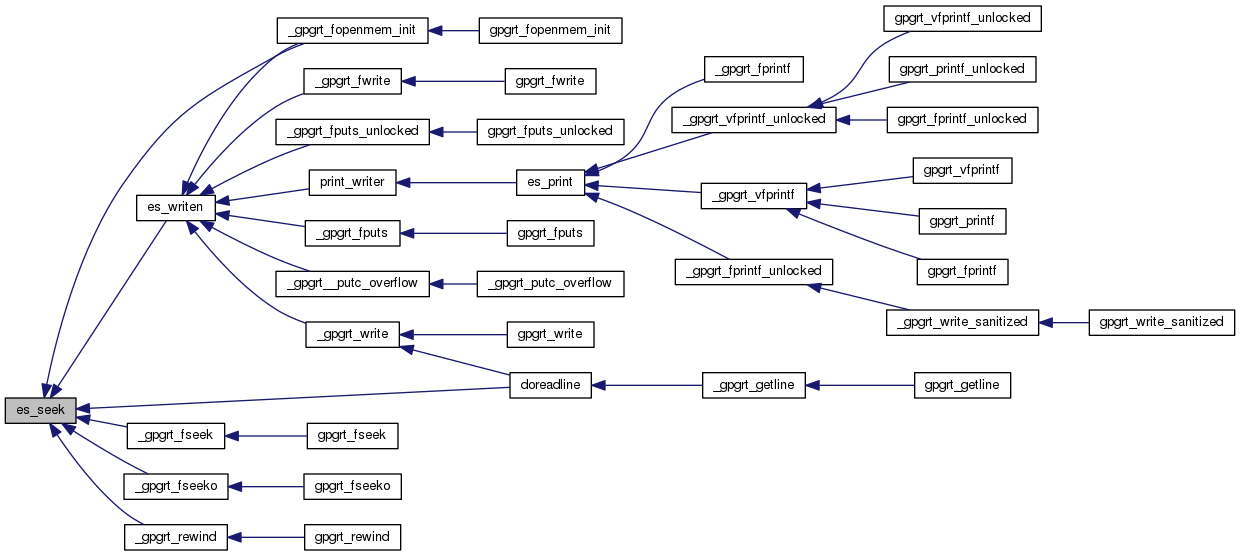 es_seek
es_writen
_gpgrt_fseek
_gpgrt_fseeko
_gpgrt_rewind
_gpgrt_fopenmem_init
_gpgrt_fwrite
_gpgrt_fputs_unlocked
print_writer
_gpgrt_fputs
_gpgrt__putc_overflow
_gpgrt_write
gpgrt_fseek
gpgrt_fseeko
gpgrt_rewind
gpgrt_fopenmem_init
gpgrt_fwrite
gpgrt_fputs_unlocked
es_print
gpgrt_fputs
_gpgrt_putc_overflow
gpgrt_write
doreadline
_gpgrt_fprintf
_gpgrt_vfprintf_unlocked
_gpgrt_vfprintf
_gpgrt_fprintf_unlocked
_gpgrt_getline
gpgrt_vfprintf_unlocked
gpgrt_printf_unlocked
gpgrt_fprintf_unlocked
gpgrt_vfprintf
gpgrt_printf
gpgrt_fprintf
_gpgrt_write_sanitized
gpgrt_getline
gpgrt_write_sanitized